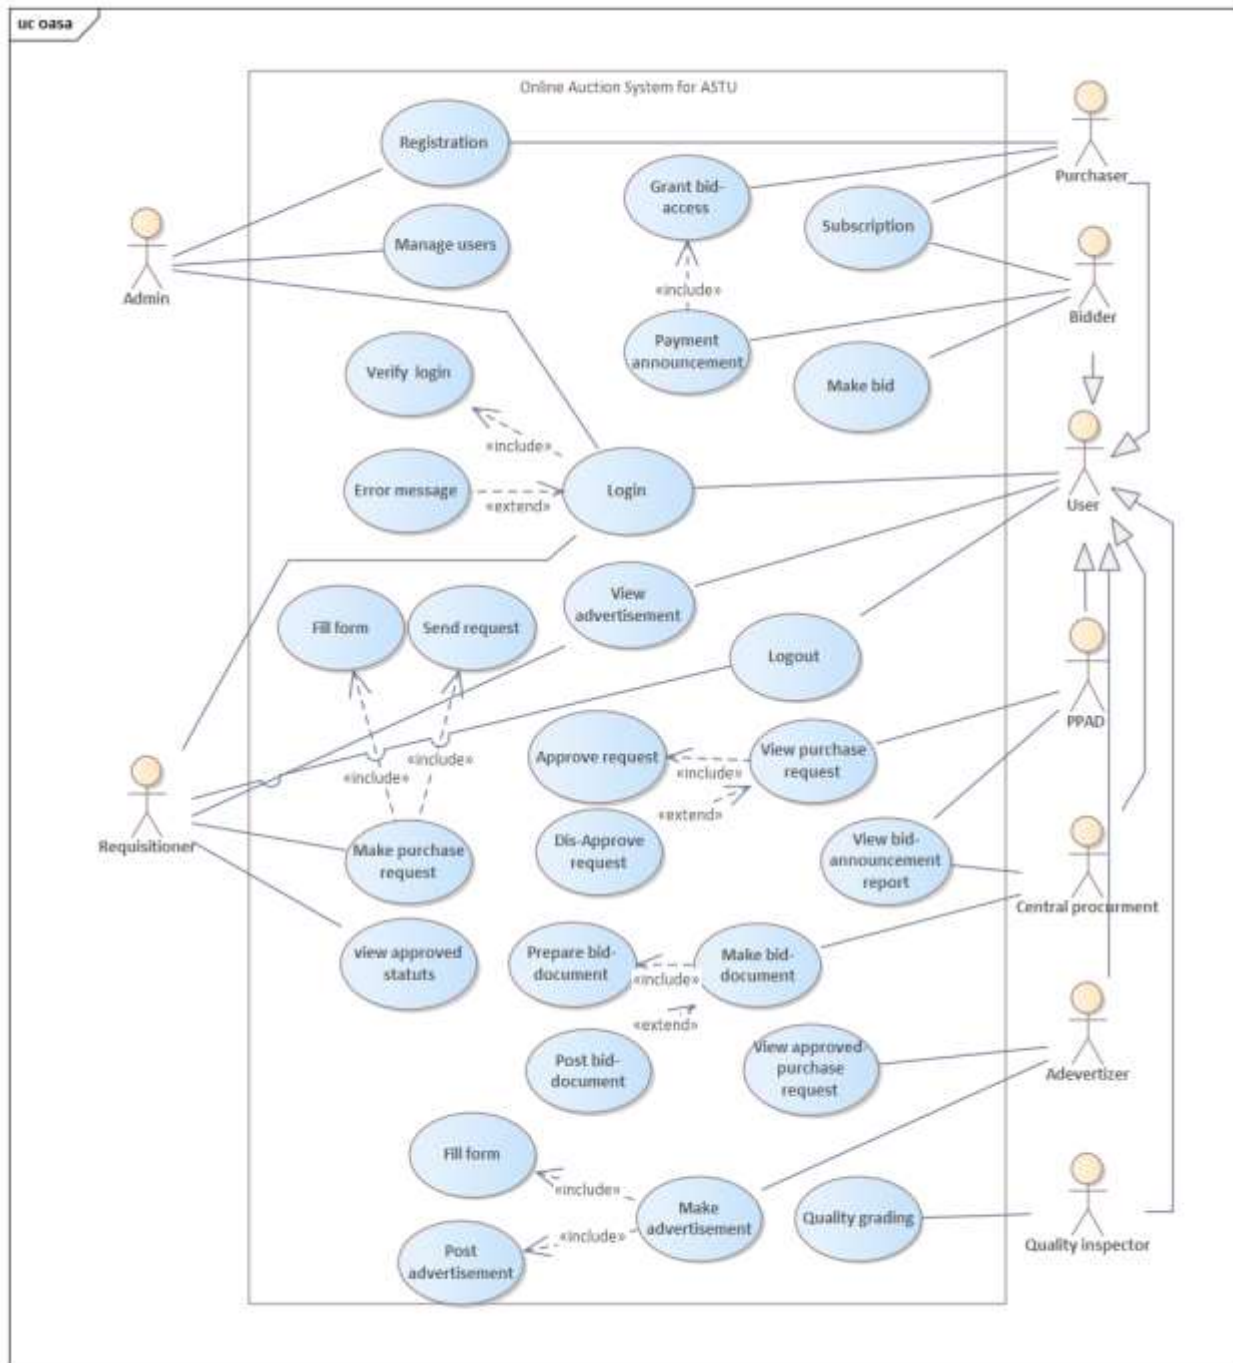 uc oasa
Online Auction System for ASTU
Registration
Purchaser
Grant bid-
access
Subscription
Manage users
Admin
«include»
Bidder
Payment
announcement
Verify login
Make bid
«include»
Error message
Login
«extend»
User
View
advertisement
Fill form
Send request
Logout
PPAD
Approve request
View purchase
request
«include»
«include»
«include»
«extend»
Requisitioner
Make purchase
request
Dis-Approve
request
View bid-
announcement
report
Central procurment
view approved
statuts
Prepare bid-
document
Make bid-
document
«include»
«extend»
Post bid-
document
View approved-
purchase
request
Adevertizer
Fill form
«include»
Make
advertisement
Quality grading
«include»
Post
advertisement
Quality inspector